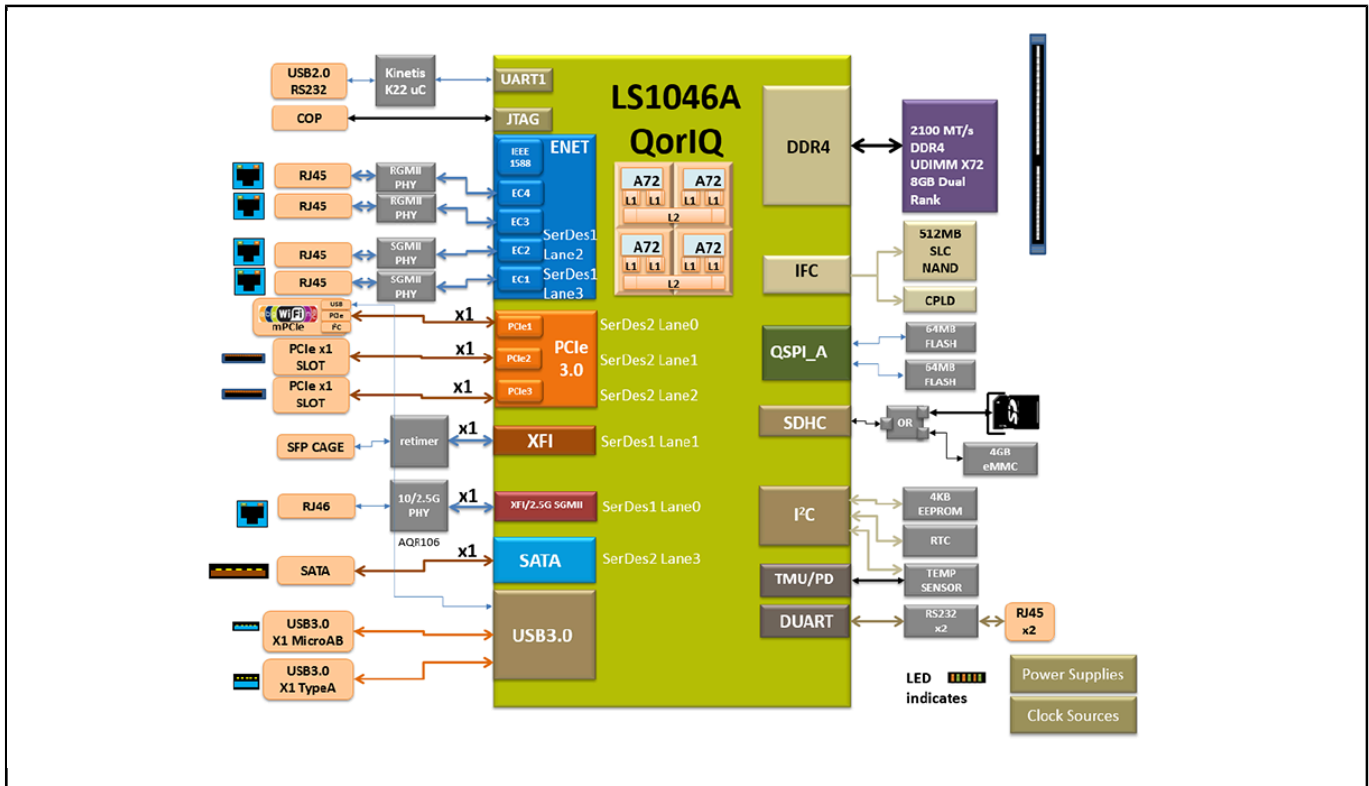 LS1046A
QorIQ
USB2.0
RS232
Kinetis
K22 uC
UART1
COP
JTAG
IEEE
1588
ENET
RJ45
RGMII
PHY
EC4
RJ45
RGMII
PHY
EC3
RJ45
SGMII
PHY
EC2
SerDes1
Lane2
RJ45
SGMII
PHY
EC1
SerDes1
Lane3
A72
A72
L1
L1
L1
L1
L2
A72
A72
L1
L1
L1
L1
L2
WiFi
mPCIe
USB
PCIe
I²C
x1
PCIe1
SerDes2 Lane0
PCIe x1
SLOT
x1
PCIe2
PCIe
3.0
SerDes2 Lane1
PCIe x1
SLOT
x1
PCIe3
SerDes2 Lane2
SFP CAGE
retimer
x1
XFI
SerDes1 Lane1
RJ46
10/2.5G
PHY
AQR106
x1
XFI/2.5G SGMII
SerDes1 Lane0
SATA
x1
SATA
SerDes2 Lane3
USB3.0
X1 MicroAB
USB3.0
X1 TypeA
USB3.0
DDR4
2100 MT/s
DDR4
UDIMM X72
8GB Dual
Rank
IFC
512MB
SLC
NAND
CPLD
QSPI_A
64MB
FLASH
64MB
FLASH
SDHC
OR
4GB
eMMC
I²C
4KB
EEPROM
RTC
TMU/PD
TEMP
SENSOR
DUART
RS232
x2
RJ45
x2
LED
indicates
Power Supplies
Clock Sources